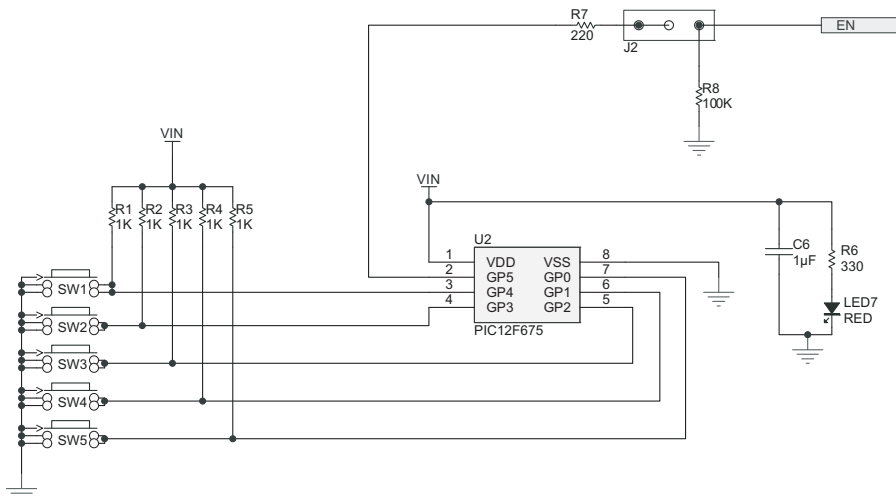 R7
220
J2
EN
R8
100K
VIN
R1 R2 R3 R4 R5
1K 1K 1K 1K 1K
VIN
U2
1 VDD VSS 8
2 GP5 GP0 7
3 GP4 GP1 6
4 GP3 GP2 5
PIC12F675
C6
1µF
R6
330
LED7
RED
SW1
SW2
SW3
SW4
SW5